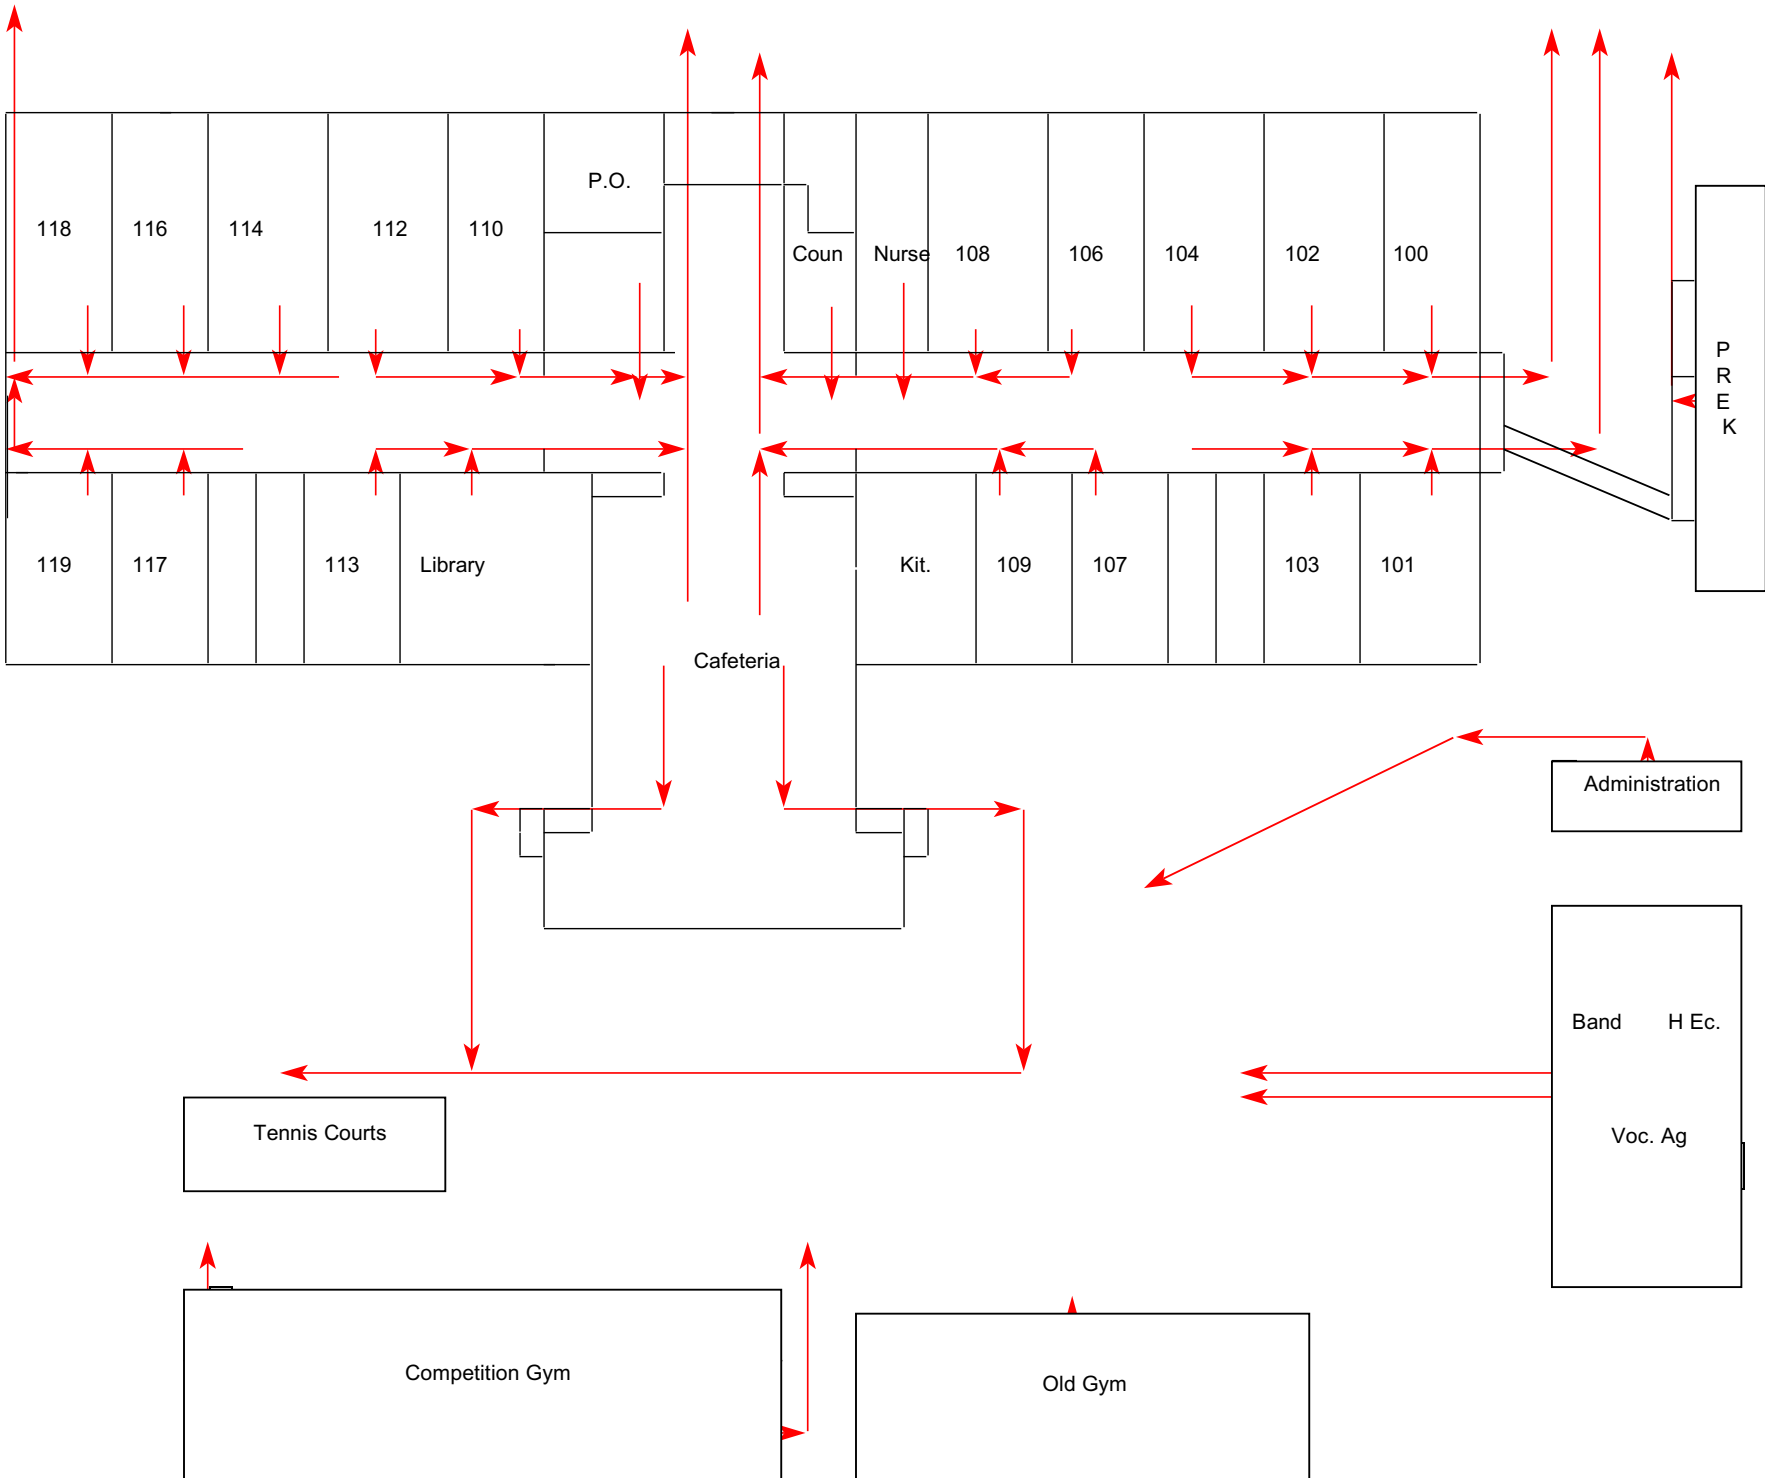 P.O.
118 116 114 112 110
Coun Nurse 108 106 104 102 100
P
R
E
K
119 117 113 Library Kit. 109 107 103 101
Cafeteria
Administration
Band H Ec.
Tennis Courts
Voc. Ag
Competition Gym
Old Gym